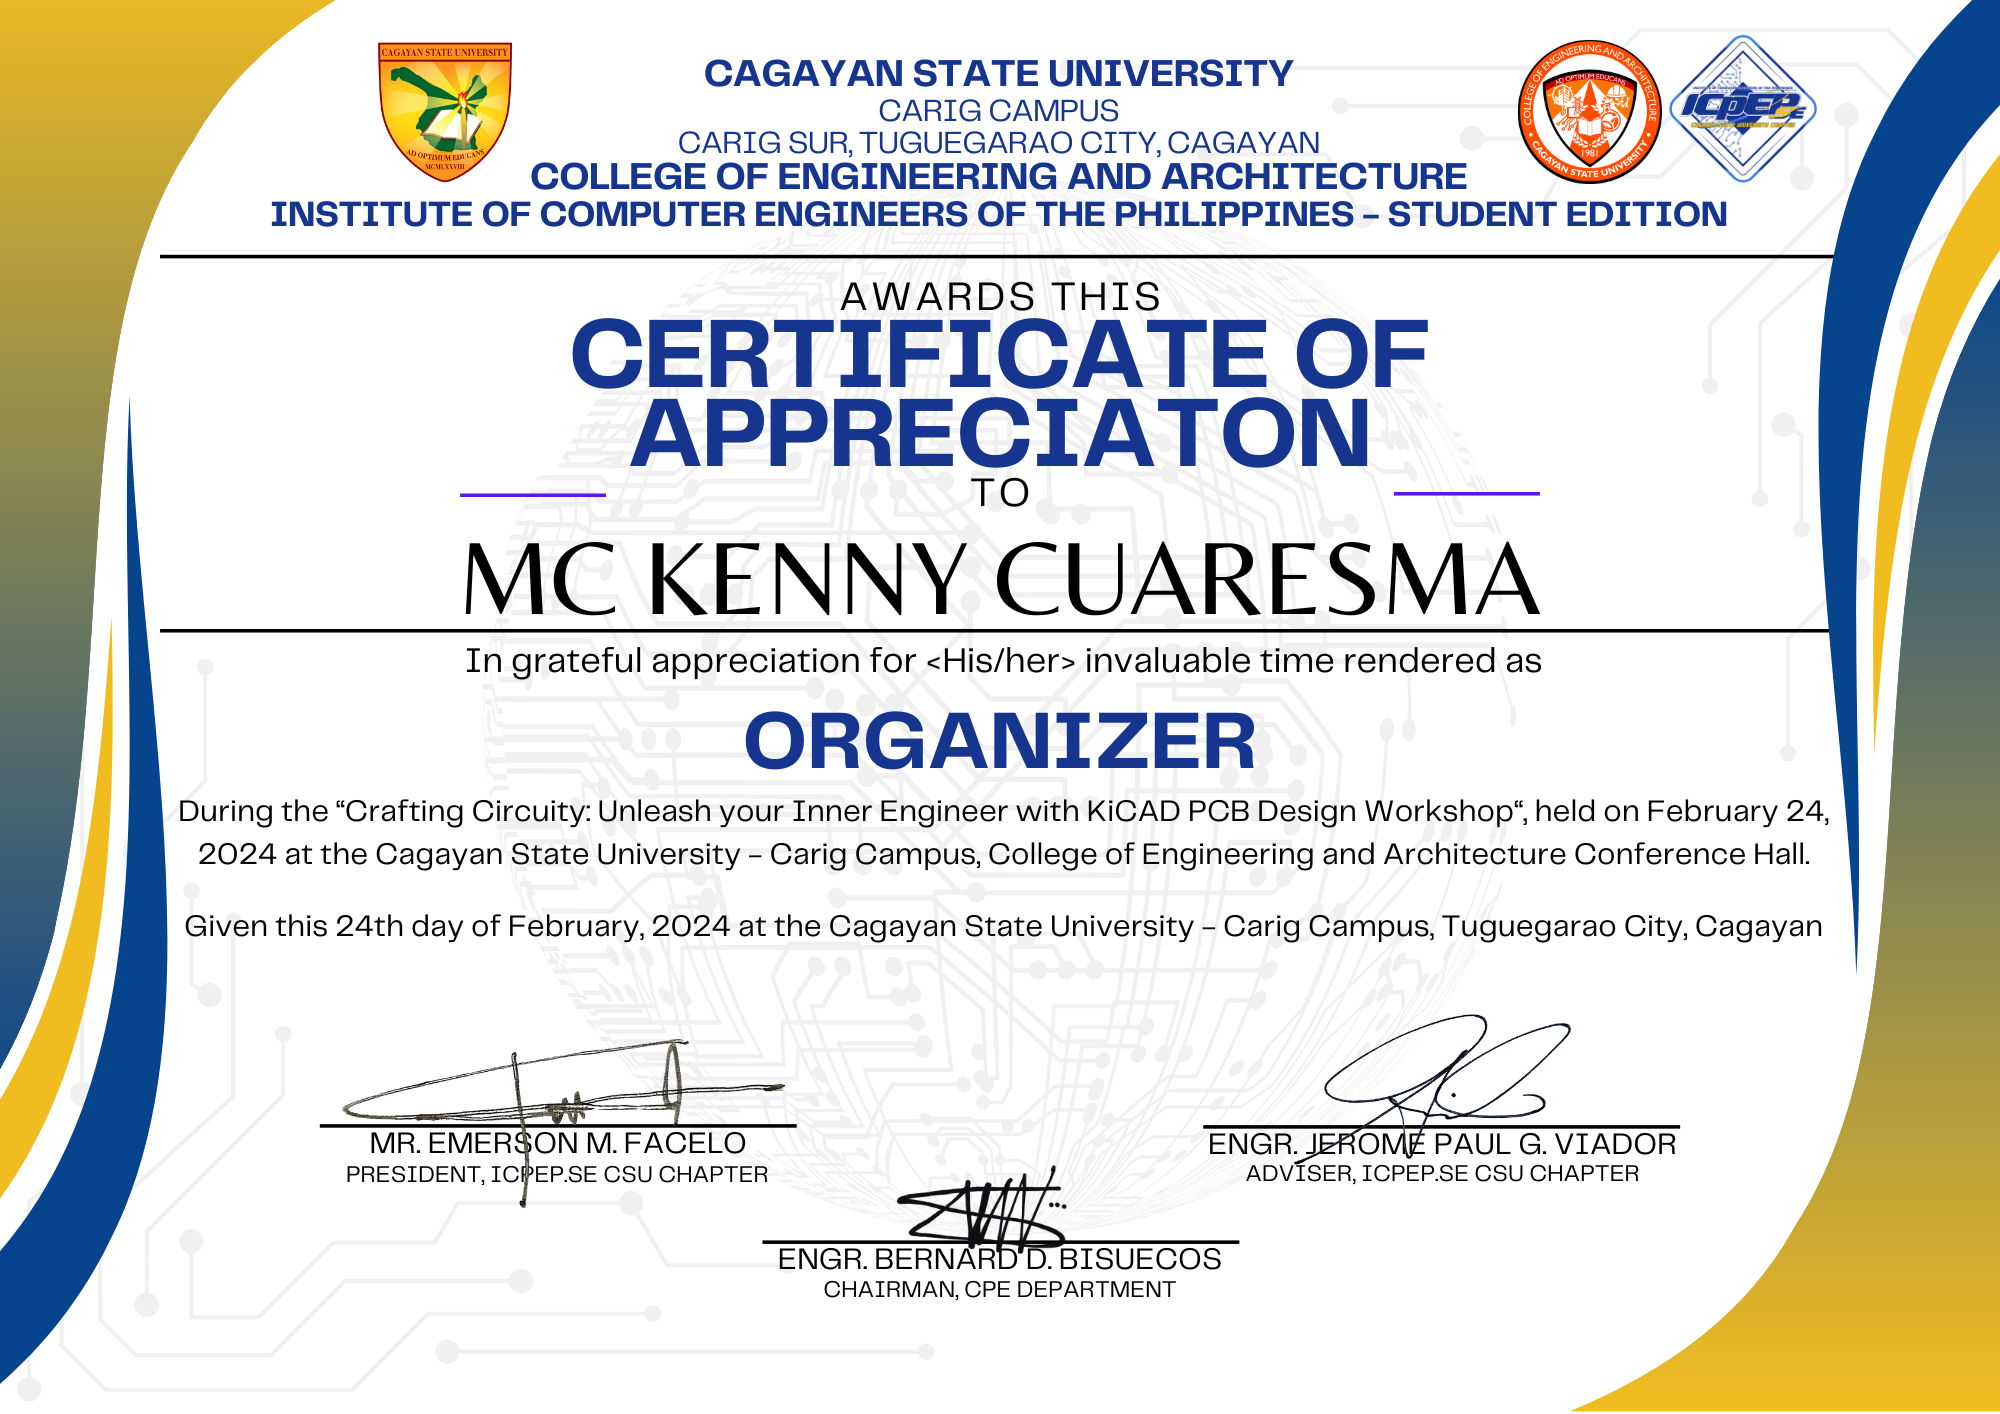 CAGAYAN STATE UNIVERSITY
AD OPTIMUM EDUCANS
MCMLXXVIII
CAGAYAN STATE UNIVERSITY
CARIG CAMPUS
CARIG SUR, TUGUEGARAO CITY, CAGAYAN
COLLEGE OF ENGINEERING AND ARCHITECTURE
INSTITUTE OF COMPUTER ENGINEERS OF THE PHILIPPINES – STUDENT EDITION
COLLEGE OF ENGINEERING AND ARCHITECTURE
AD OPTIMUM EDUCANS
1981
CAGAYAN STATE UNIVERSITY
ICPEP
SE
AWARDS THIS
CERTIFICATE OF
APPRECIATON
TO
MC KENNY CUARESMA
In grateful appreciation for <His/her> invaluable time rendered as
ORGANIZER
During the “Crafting Circuity: Unleash your Inner Engineer with KiCAD PCB Design Workshop“, held on February 24,
2024 at the Cagayan State University – Carig Campus, College of Engineering and Architecture Conference Hall.
Given this 24th day of February, 2024 at the Cagayan State University – Carig Campus, Tuguegarao City, Cagayan
MR. EMERSON M. FACELO
PRESIDENT, ICPEP.SE CSU CHAPTER
ENGR. JEROME PAUL G. VIADOR
ADVISER, ICPEP.SE CSU CHAPTER
ENGR. BERNARD D. BISUECOS
CHAIRMAN, CPE DEPARTMENT